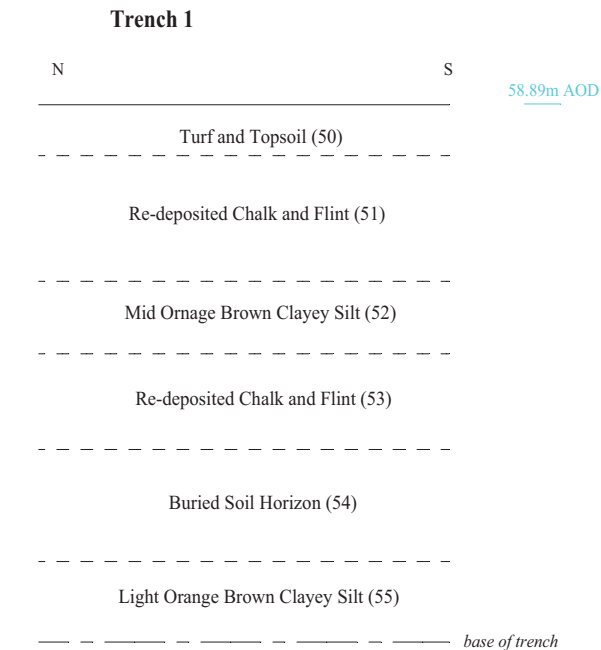 Trench 1
N
S
58.89m AOD
Turf and Topsoil (50)
Re-deposited Chalk and Flint (51)
Mid Ornage Brown Clayey Silt (52)
Re-deposited Chalk and Flint (53)
Buried Soil Horizon (54)
Light Orange Brown Clayey Silt (55)
base of trench